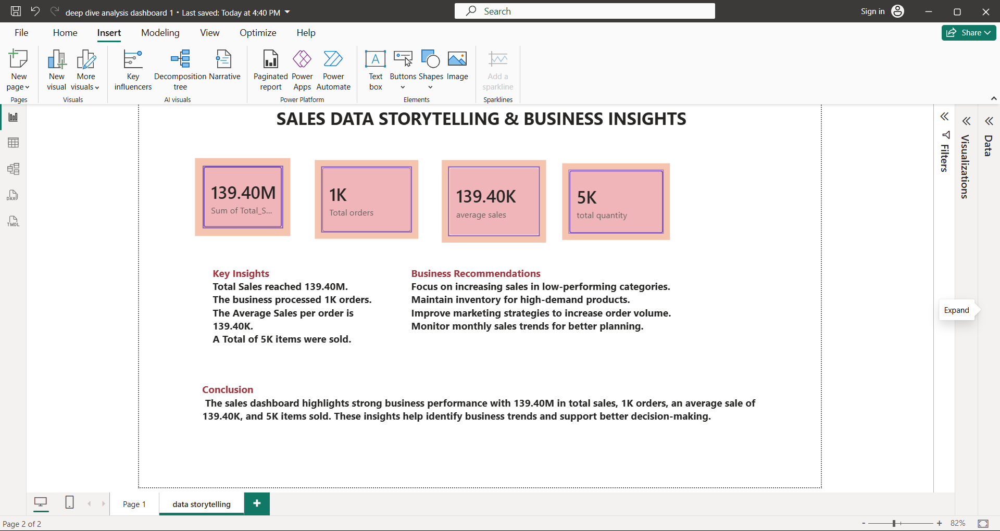 deep dive analysis dashboard 1 • Last saved: Today at 4:40 PM
Search
Sign in
File Home Insert Modeling View Optimize Help
Share
New page
Pages
New visual
More visuals
Visuals
Key influencers
Decomposition tree
Narrative
AI visuals
Paginated report
Power Apps
Power Automate
Power Platform
Text box
Buttons
Shapes
Image
Elements
Add a sparkline
Sparklines
DAX
TMDL
SALES DATA STORYTELLING & BUSINESS INSIGHTS
139.40M
Sum of Total_S...
1K
Total orders
139.40K
average sales
5K
total quantity
Key Insights
Total Sales reached 139.40M.
The business processed 1K orders.
The Average Sales per order is
139.40K.
A Total of 5K items were sold.
Business Recommendations
Focus on increasing sales in low-performing categories.
Maintain inventory for high-demand products.
Improve marketing strategies to increase order volume.
Monitor monthly sales trends for better planning.
Conclusion
The sales dashboard highlights strong business performance with 139.40M in total sales, 1K orders, an average sale of
139.40K, and 5K items sold. These insights help identify business trends and support better decision-making.
Filters
Visualizations
Data
Expand
Page 1
data storytelling
+
Page 2 of 2
- + 82%